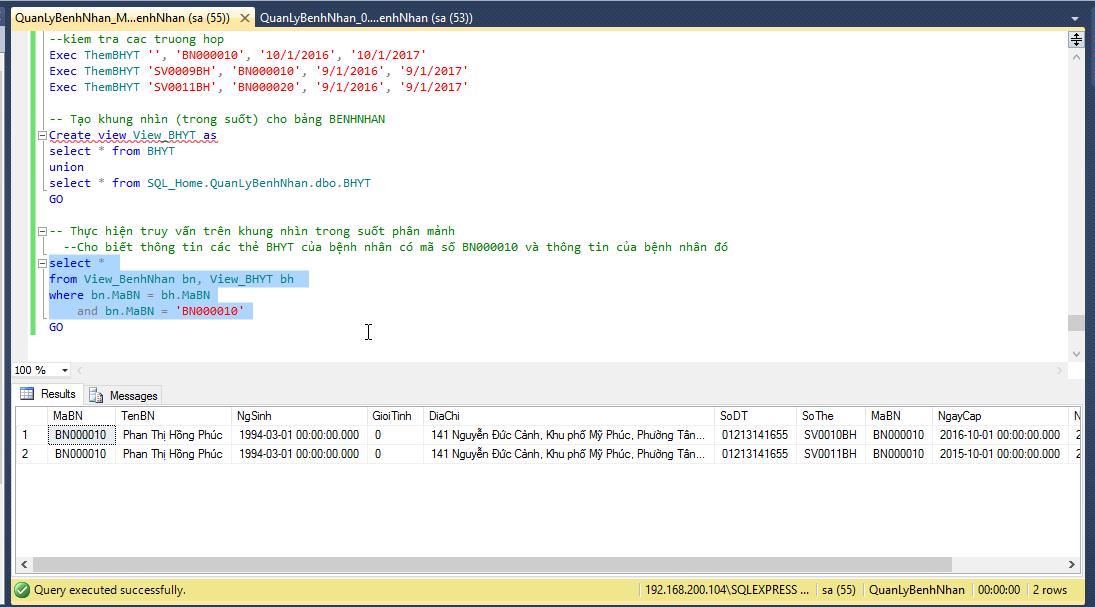 QuanLyBenhNhan_M...enhNhan (sa (55)) QuanLyBenhNhan_0....enhNhan (sa (53))
--kiem tra cac truong hop
Exec ThemBHYT '', 'BN000010', '10/1/2016', '10/1/2017'
Exec ThemBHYT 'SV0009BH', 'BN000010', '9/1/2016', '9/1/2017'
Exec ThemBHYT 'SV0011BH', 'BN000020', '9/1/2016', '9/1/2017'
-- Tạo khung nhìn (trong suốt) cho bảng BENHNHAN
Create view View_BHYT as
select * from BHYT
union
select * from SQL_Home.QuanLyBenhNhan.dbo.BHYT
GO
-- Thực hiện truy vấn trên khung nhìn trong suốt phân mảnh
--Cho biết thông tin các thẻ BHYT của bệnh nhân có mã số BN000010 và thông tin của bệnh nhân đó
select *
from View_BenhNhan bn, View_BHYT bh
where bn.MaBN = bh.MaBN
and bn.MaBN = 'BN000010'
GO
100 %
Results Messages
MaBN TenBN NgSinh GioiTinh DiaChi SoDT SoThe MaBN NgayCap N
1 BN000010 Phan Thị Hồng Phúc 1994-03-01 00:00:00.000 0 141 Nguyễn Đức Cảnh, Khu phố Mỹ Phúc, Phường Tân... 01213141655 SV0010BH BN000010 2016-10-01 00:00:00.000 2
2 BN000010 Phan Thị Hồng Phúc 1994-03-01 00:00:00.000 0 141 Nguyễn Đức Cảnh, Khu phố Mỹ Phúc, Phường Tân... 01213141655 SV0011BH BN000010 2015-10-01 00:00:00.000 2
Query executed successfully. 192.168.200.104\SQLEXPRESS ... sa (55) QuanLyBenhNhan 00:00:00 2 rows